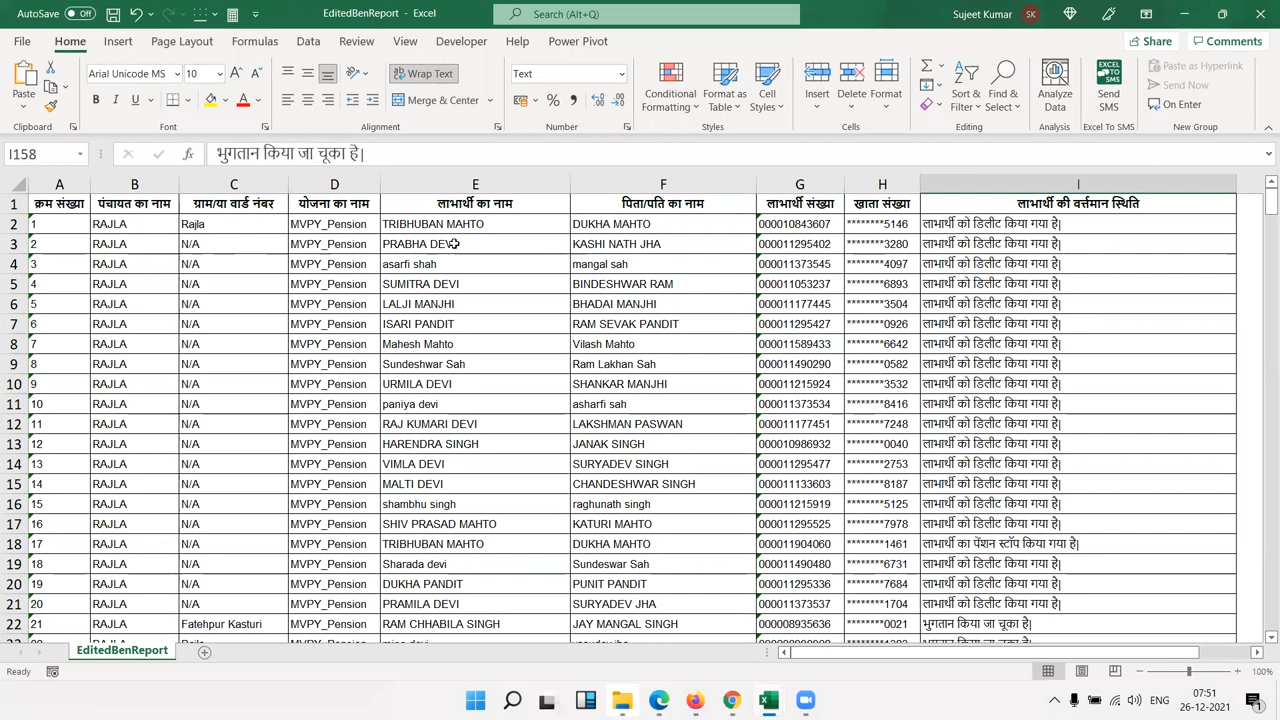 AutoSave Off EditedBenReport - Excel Search (Alt+Q) Sujeet Kumar SK
File Home Insert Page Layout Formulas Data Review View Developer Help Power Pivot Share Comments
Paste Arial Unicode MS 10 Wrap Text Text Conditional Formatting Format as Table Cell Styles Insert Delete Format Sort & Filter Find & Select Analyze Data Send SMS Paste as Hyperlink
B I U Merge & Center Send Now
On Enter
Clipboard Font Alignment Number Styles Cells Editing Analysis Excel To SMS New Group
I158 fx भुगतान किया जा चूका है|
A B C D E F G H I
1 क्रम संख्या पंचायत का नाम ग्राम/या वार्ड नंबर योजना का नाम लाभार्थी का नाम पिता/पति का नाम लाभार्थी संख्या खाता संख्या लाभार्थी की वर्त्तमान स्थिति
2 1 RAJLA Rajla MVPY_Pension TRIBHUBAN MAHTO DUKHA MAHTO 000010843607 ********5146 लाभार्थी को डिलीट किया गया है|
3 2 RAJLA N/A MVPY_Pension PRABHA DEV KASHI NATH JHA 000011295402 ********3280 लाभार्थी को डिलीट किया गया है|
4 3 RAJLA N/A MVPY_Pension asarfi shah mangal sah 000011373545 ********4097 लाभार्थी को डिलीट किया गया है|
5 4 RAJLA N/A MVPY_Pension SUMITRA DEVI BINDESHWAR RAM 000011053237 ********6893 लाभार्थी को डिलीट किया गया है|
6 5 RAJLA N/A MVPY_Pension LALJI MANJHI BHADAI MANJHI 000011177445 ********3504 लाभार्थी को डिलीट किया गया है|
7 6 RAJLA N/A MVPY_Pension ISARI PANDIT RAM SEVAK PANDIT 000011295427 ********0926 लाभार्थी को डिलीट किया गया है|
8 7 RAJLA N/A MVPY_Pension Mahesh Mahto Vilash Mahto 000011589433 ********6642 लाभार्थी को डिलीट किया गया है|
9 8 RAJLA N/A MVPY_Pension Sundeshwar Sah Ram Lakhan Sah 000011490290 ********0582 लाभार्थी को डिलीट किया गया है|
10 9 RAJLA N/A MVPY_Pension URMILA DEVI SHANKAR MANJHI 000011215924 ********3532 लाभार्थी को डिलीट किया गया है|
11 10 RAJLA N/A MVPY_Pension paniya devi asharfi sah 000011373534 ********8416 लाभार्थी को डिलीट किया गया है|
12 11 RAJLA N/A MVPY_Pension RAJ KUMARI DEVI LAKSHMAN PASWAN 000011177451 ********7248 लाभार्थी को डिलीट किया गया है|
13 12 RAJLA N/A MVPY_Pension HARENDRA SINGH JANAK SINGH 000010986932 ********0040 लाभार्थी को डिलीट किया गया है|
14 13 RAJLA N/A MVPY_Pension VIMLA DEVI SURYADEV SINGH 000011295477 ********2753 लाभार्थी को डिलीट किया गया है|
15 14 RAJLA N/A MVPY_Pension MALTI DEVI CHANDESHWAR SINGH 000011133603 ********8187 लाभार्थी को डिलीट किया गया है|
16 15 RAJLA N/A MVPY_Pension shambhu singh raghunath singh 000011215919 ********5125 लाभार्थी को डिलीट किया गया है|
17 16 RAJLA N/A MVPY_Pension SHIV PRASAD MAHTO KATURI MAHTO 000011295525 ********7978 लाभार्थी को डिलीट किया गया है|
18 17 RAJLA N/A MVPY_Pension TRIBHUBAN MAHTO DUKHA MAHTO 000011904060 ********1461 लाभार्थी का पेंशन स्टॉप किया गया है|
19 18 RAJLA N/A MVPY_Pension Sharada devi Sundeswar Sah 000011490480 ********6731 लाभार्थी को डिलीट किया गया है|
20 19 RAJLA N/A MVPY_Pension DUKHA PANDIT PUNIT PANDIT 000011295336 ********7684 लाभार्थी को डिलीट किया गया है|
21 20 RAJLA N/A MVPY_Pension PRAMILA DEVI SURYADEV JHA 000011373537 ********1704 लाभार्थी को डिलीट किया गया है|
22 21 RAJLA Fatehpur Kasturi MVPY_Pension RAM CHHABILA SINGH JAY MANGAL SINGH 000008935636 ********0021 भुगतान किया जा चूका है|
EditedBenReport
Ready 100%
ENG 07:51
26-12-2021